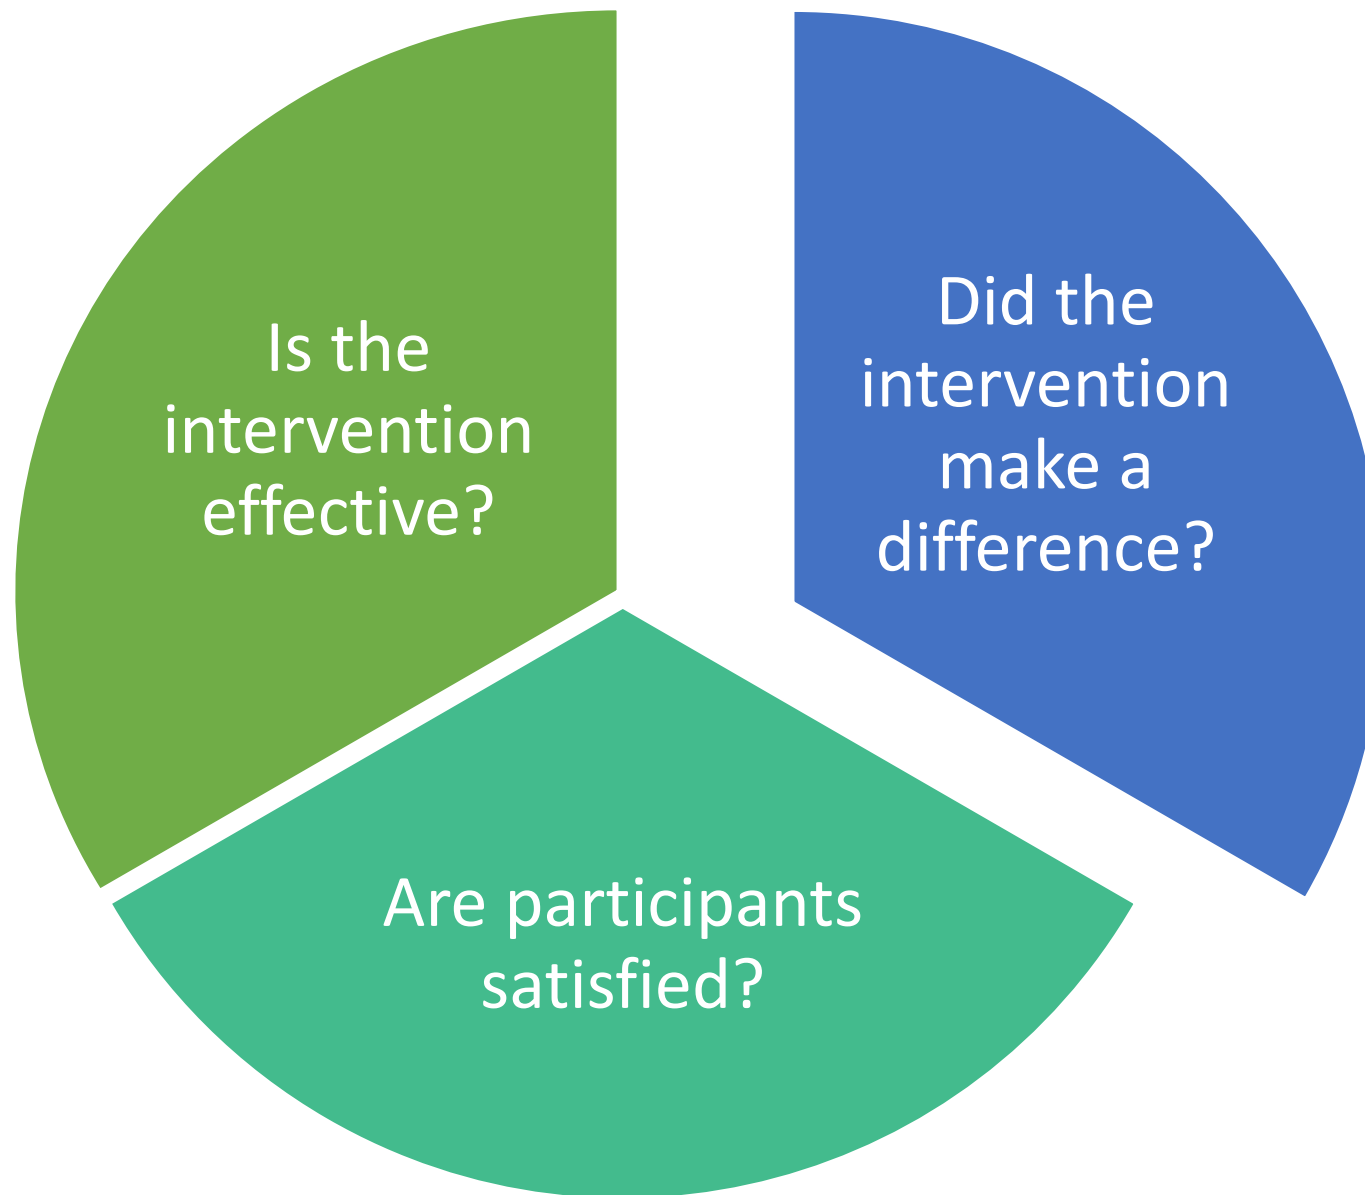 Is the
intervention
effective?
Did the
intervention
make a
difference?
Are participants
satisfied?